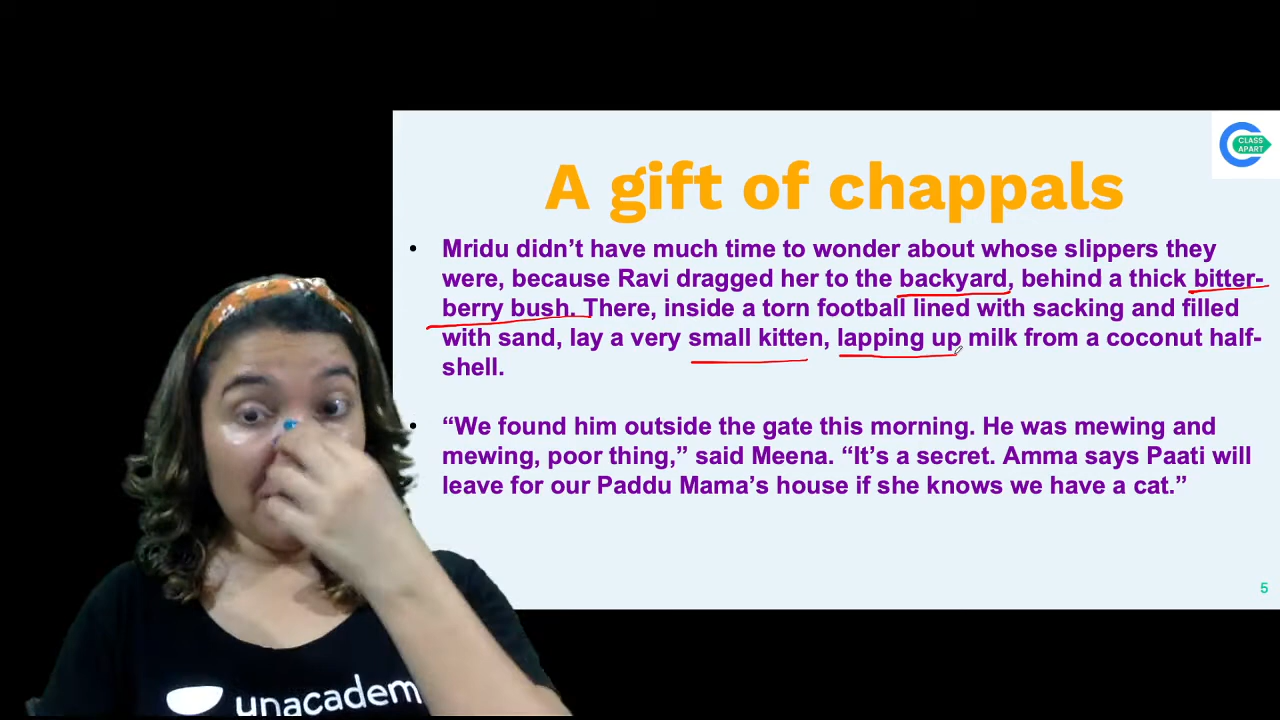 CLASS
APART
A gift of chappals
• Mridu didn’t have much time to wonder about whose slippers they
were, because Ravi dragged her to the backyard, behind a thick bitter-
berry bush. There, inside a torn football lined with sacking and filled
with sand, lay a very small kitten, lapping up milk from a coconut half-
shell.
• “We found him outside the gate this morning. He was mewing and
mewing, poor thing,” said Meena. “It’s a secret. Amma says Paati will
leave for our Paddu Mama’s house if she knows we have a cat.”
5
unacadem